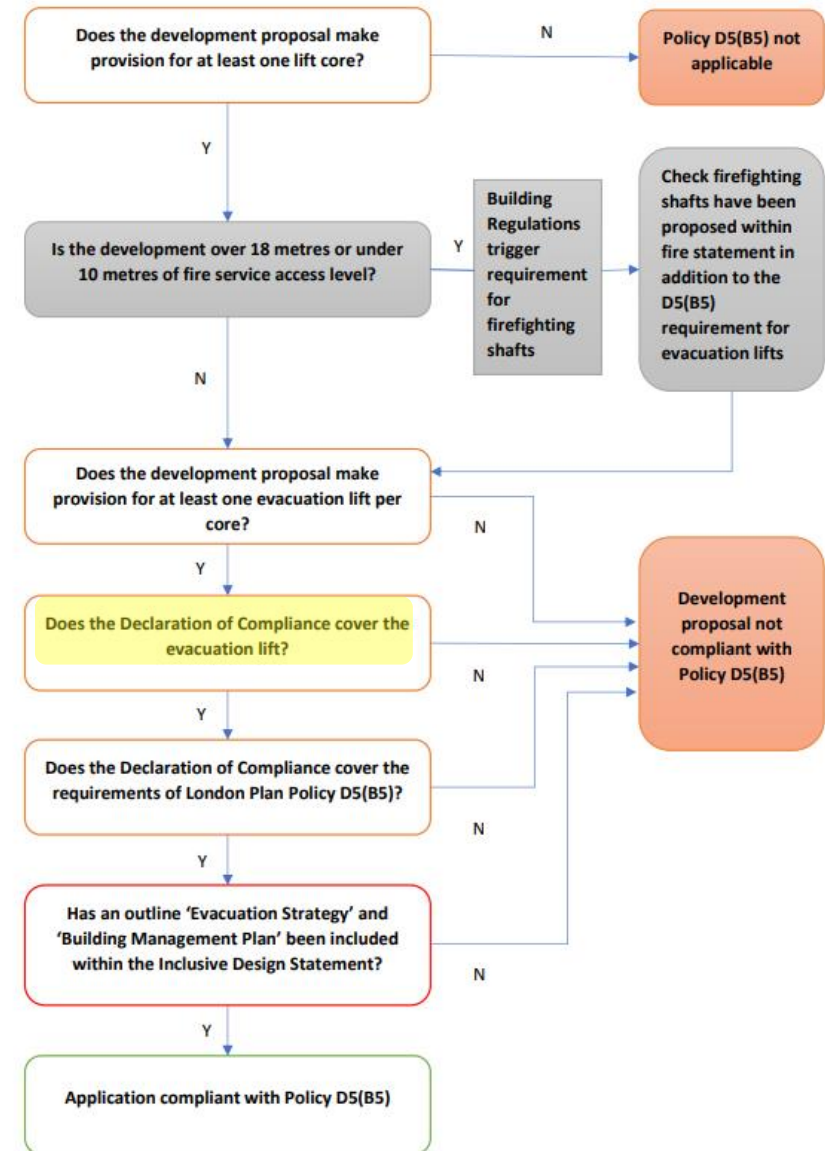 Does the development proposal make
provision for at least one lift core?
N
Policy D5(B5) not
applicable
Y
Is the development over 18 metres or under
10 metres of fire service access level?
Y
Building
Regulations
trigger
requirement
for
firefighting
shafts
Check firefighting
shafts have been
proposed within
fire statement in
addition to the
D5(B5)
requirement for
evacuation lifts
N
Does the development proposal make
provision for at least one evacuation lift per
core?
N
Y
Does the Declaration of Compliance cover the
evacuation lift?
N
Development
proposal not
compliant with
Policy D5(B5)
Y
Does the Declaration of Compliance cover the
requirements of London Plan Policy D5(B5)?
N
Y
Has an outline ‘Evacuation Strategy’ and
‘Building Management Plan’ been included
within the Inclusive Design Statement?
N
Y
Application compliant with Policy D5(B5)